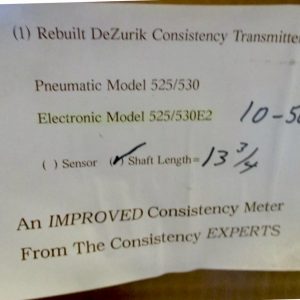 (1) Rebuilt DeZurik Consistency Transmitte
Pneumatic Model 525/530
Electronic Model 525/530E2 10-50
( ) Sensor (✓) Shaft Length= 13 3/4
An IMPROVED Consistency Meter
From The Consistency EXPERTS